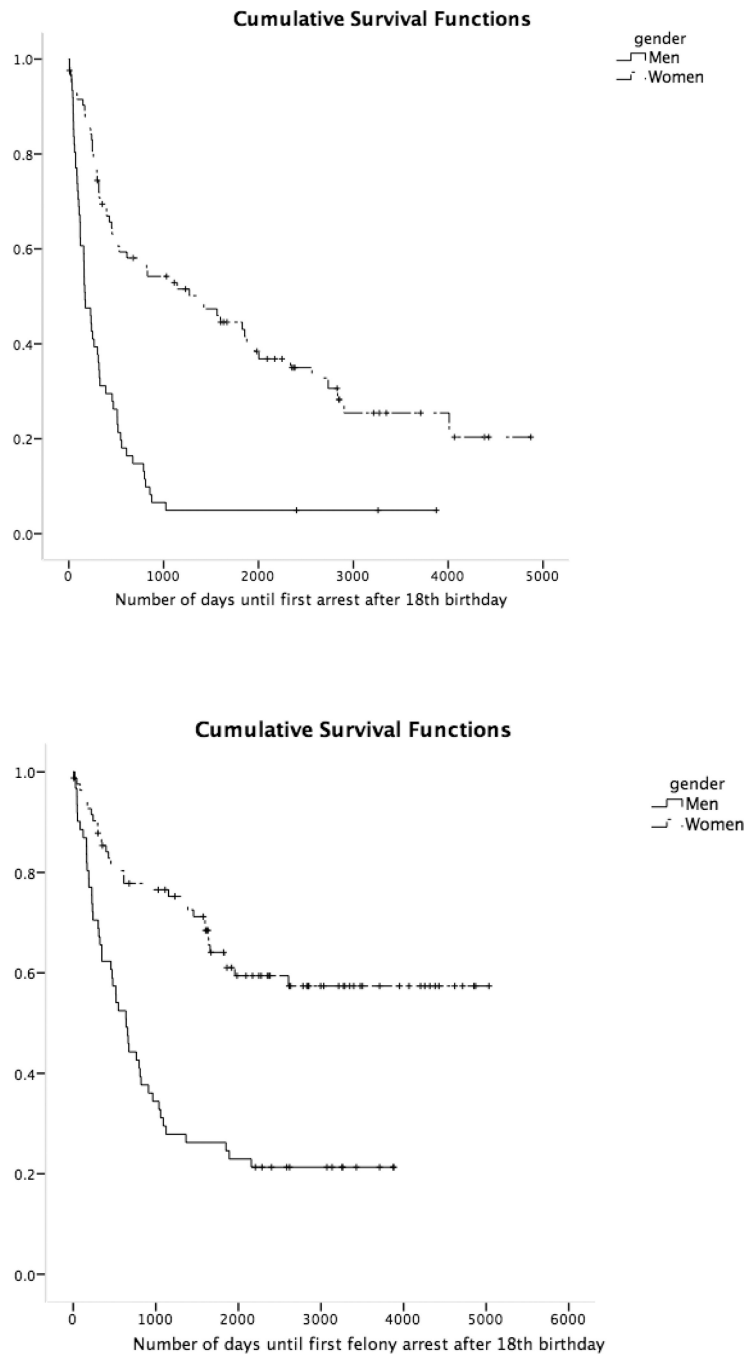 Cumulative Survival Functions
gender
Men
Women
1.0
0.8
0.6
0.4
0.2
0.0
0 1000 2000 3000 4000 5000
Number of days until first arrest after 18th birthday
Cumulative Survival Functions
gender
Men
Women
1.0
0.8
0.6
0.4
0.2
0.0
0 1000 2000 3000 4000 5000 6000
Number of days until first felony arrest after 18th birthday